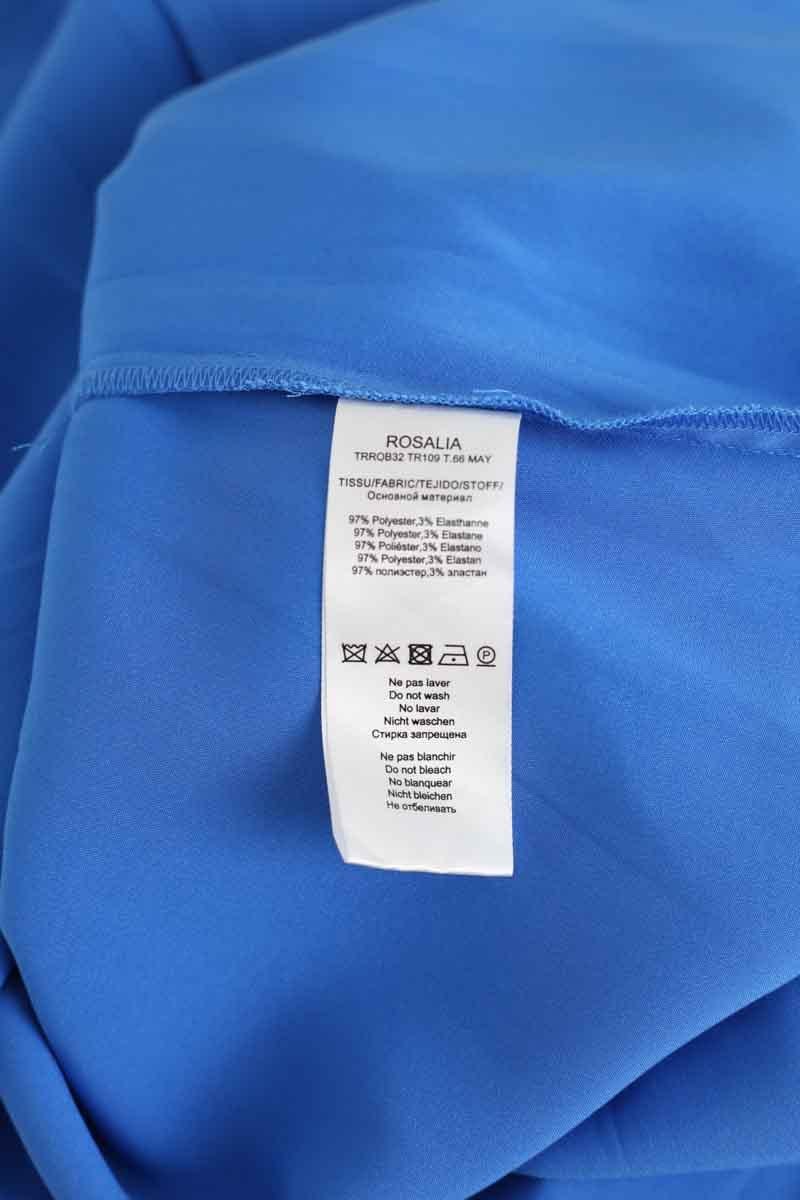 ROSALIA
TRROB32 TR109 T.66 MAY
TISSU/FABRIC/TEJIDO/STOFF/
Основной материал
97% Polyester,3% Elasthanne
97% Polyester,3% Elastane
97% Poliéster,3% Elastano
97% Polyester,3% Elastan
97% полиэстер,3% эластан
P
Ne pas laver
Do not wash
No lavar
Nicht waschen
Стирка запрещена
Ne pas blanchir
Do not bleach
No blanquear
Nicht bleichen
Не отбеливать